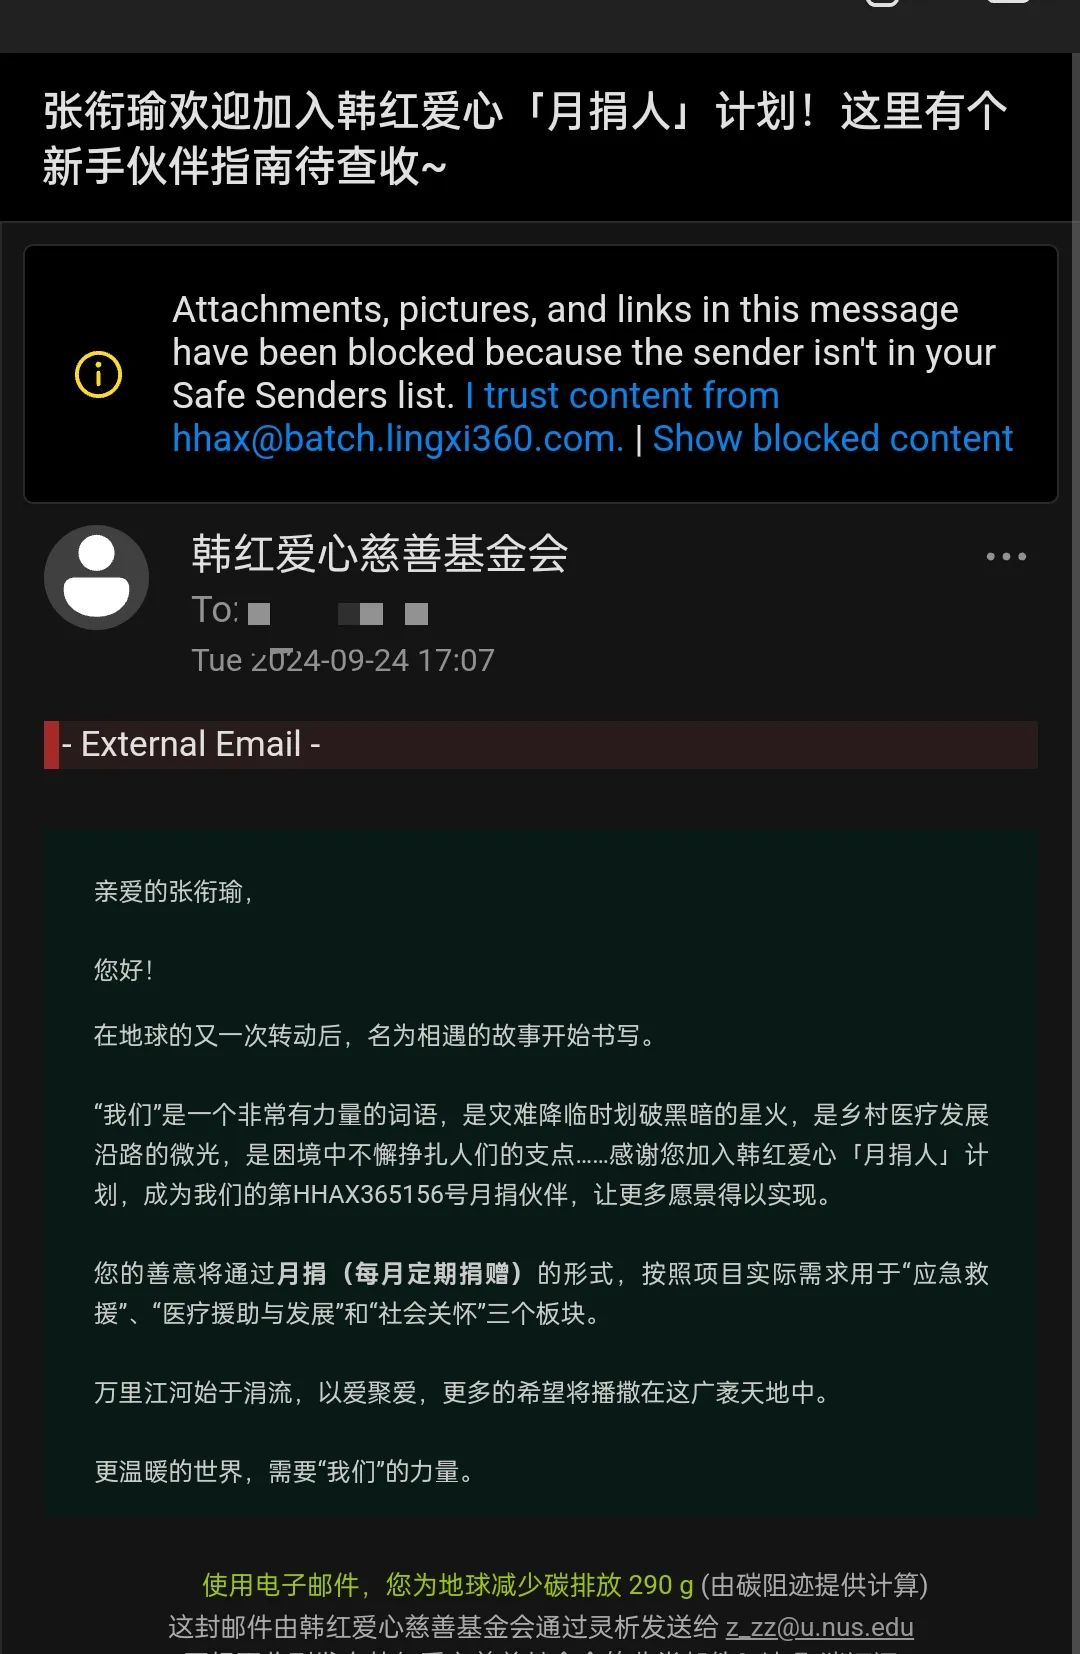 张衔瑜欢迎加入韩红爱心「月捐人」计划！这里有个
新手伙伴指南待查收~
Attachments, pictures, and links in this message
have been blocked because the sender isn't in your
Safe Senders list. I trust content from
hhax@batch.lingxi360.com. | Show blocked content
韩红爱心慈善基金会
To:
Tue 2024-09-24 17:07
- External Email -
亲爱的张衔瑜，
您好！
在地球的又一次转动后，名为相遇的故事开始书写。
“我们”是一个非常有力量的词语，是灾难降临时划破黑暗的星火，是乡村医疗发展
沿路的微光，是困境中不懈挣扎人们的支点……感谢您加入韩红爱心「月捐人」计
划，成为我们的第HHAX365156号月捐伙伴，让更多愿景得以实现。
您的善意将通过月捐（每月定期捐赠）的形式，按照项目实际需求用于“应急救
援”、“医疗援助与发展”和“社会关怀”三个板块。
万里江河始于涓流，以爱聚爱，更多的希望将播撒在这广袤天地中。
更温暖的世界，需要“我们”的力量。
使用电子邮件，您为地球减少碳排放 290 g (由碳阻迹提供计算)
这封邮件由韩红爱心慈善基金会通过灵析发送给 z_zz@u.nus.edu